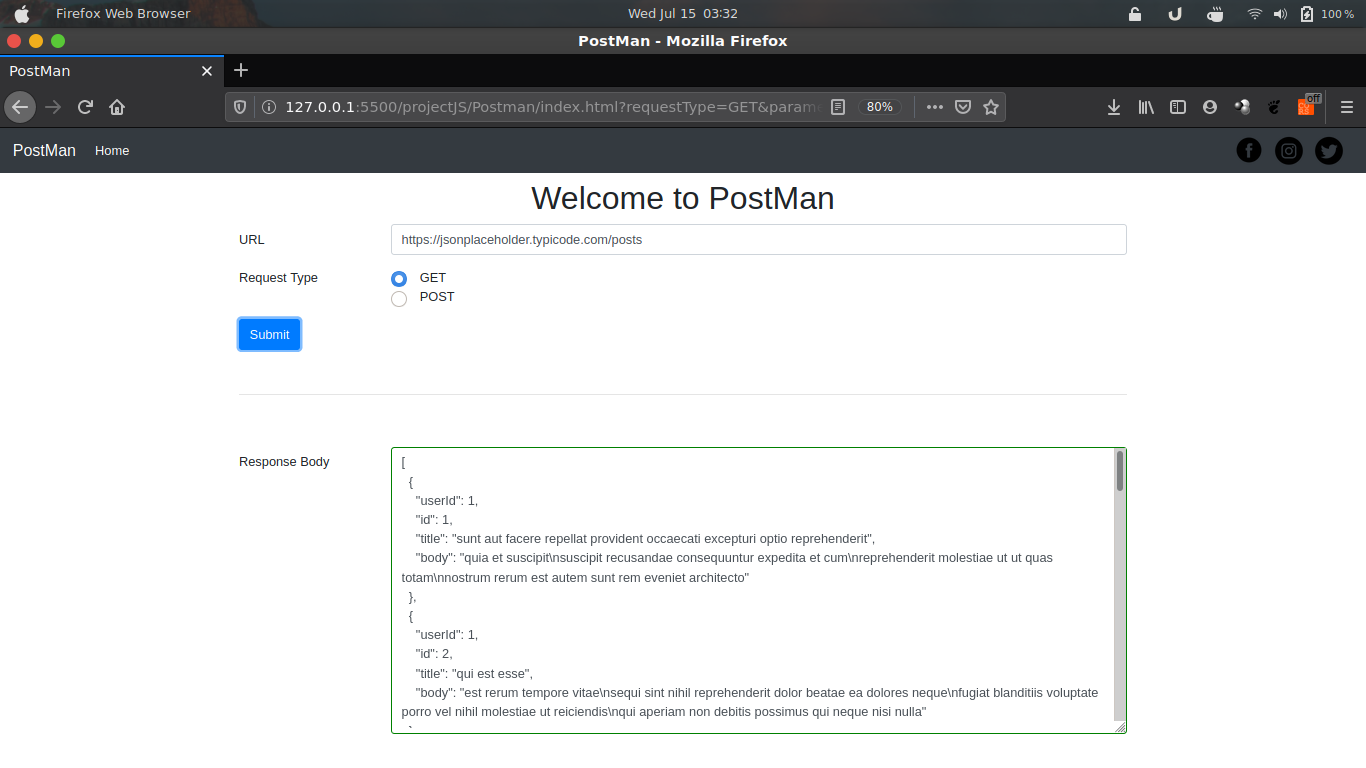 Firefox Web Browser Wed Jul 15 03:32 100 %
PostMan - Mozilla Firefox
PostMan
127.0.0.1:5500/projectJS/Postman/index.html?requestType=GET&param 80% off
PostMan Home
Welcome to PostMan
URL https://jsonplaceholder.typicode.com/posts
Request Type GET
POST
Submit
Response Body [
{
"userId": 1,
"id": 1,
"title": "sunt aut facere repellat provident occaecati excepturi optio reprehenderit",
"body": "quia et suscipit\nsuscipit recusandae consequuntur expedita et cum\nreprehenderit molestiae ut ut quas
totam\nnostrum rerum est autem sunt rem eveniet architecto"
},
{
"userId": 1,
"id": 2,
"title": "qui est esse",
"body": "est rerum tempore vitae\nsequi sint nihil reprehenderit dolor beatae ea dolores neque\nfugiat blanditiis voluptate
porro vel nihil molestiae ut reiciendis\nqui aperiam non debitis possimus qui neque nisi nulla"